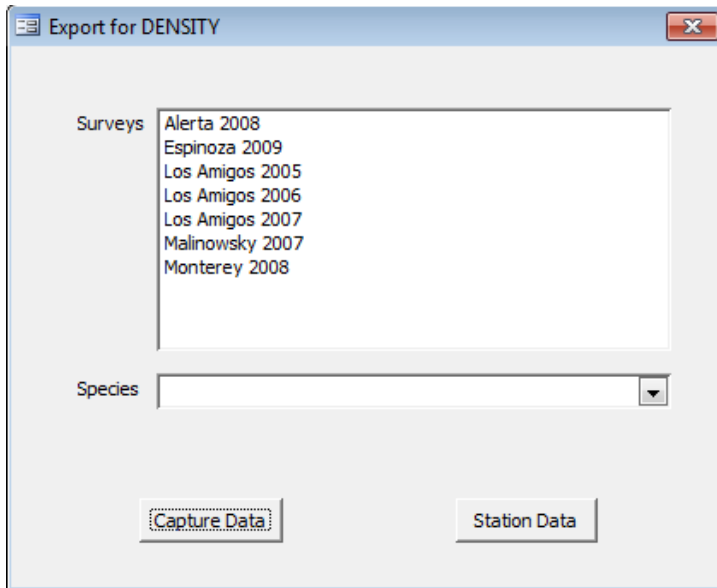 Export for DENSITY
Surveys
Alerta 2008
Espinoza 2009
Los Amigos 2005
Los Amigos 2006
Los Amigos 2007
Malinowsky 2007
Monterey 2008
Species
Capture Data
Station Data